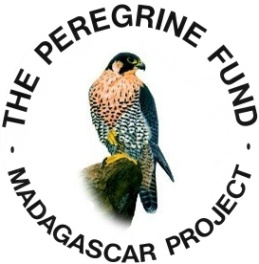 · THE PEREGRINE FUND ·
MADAGASCAR PROJECT